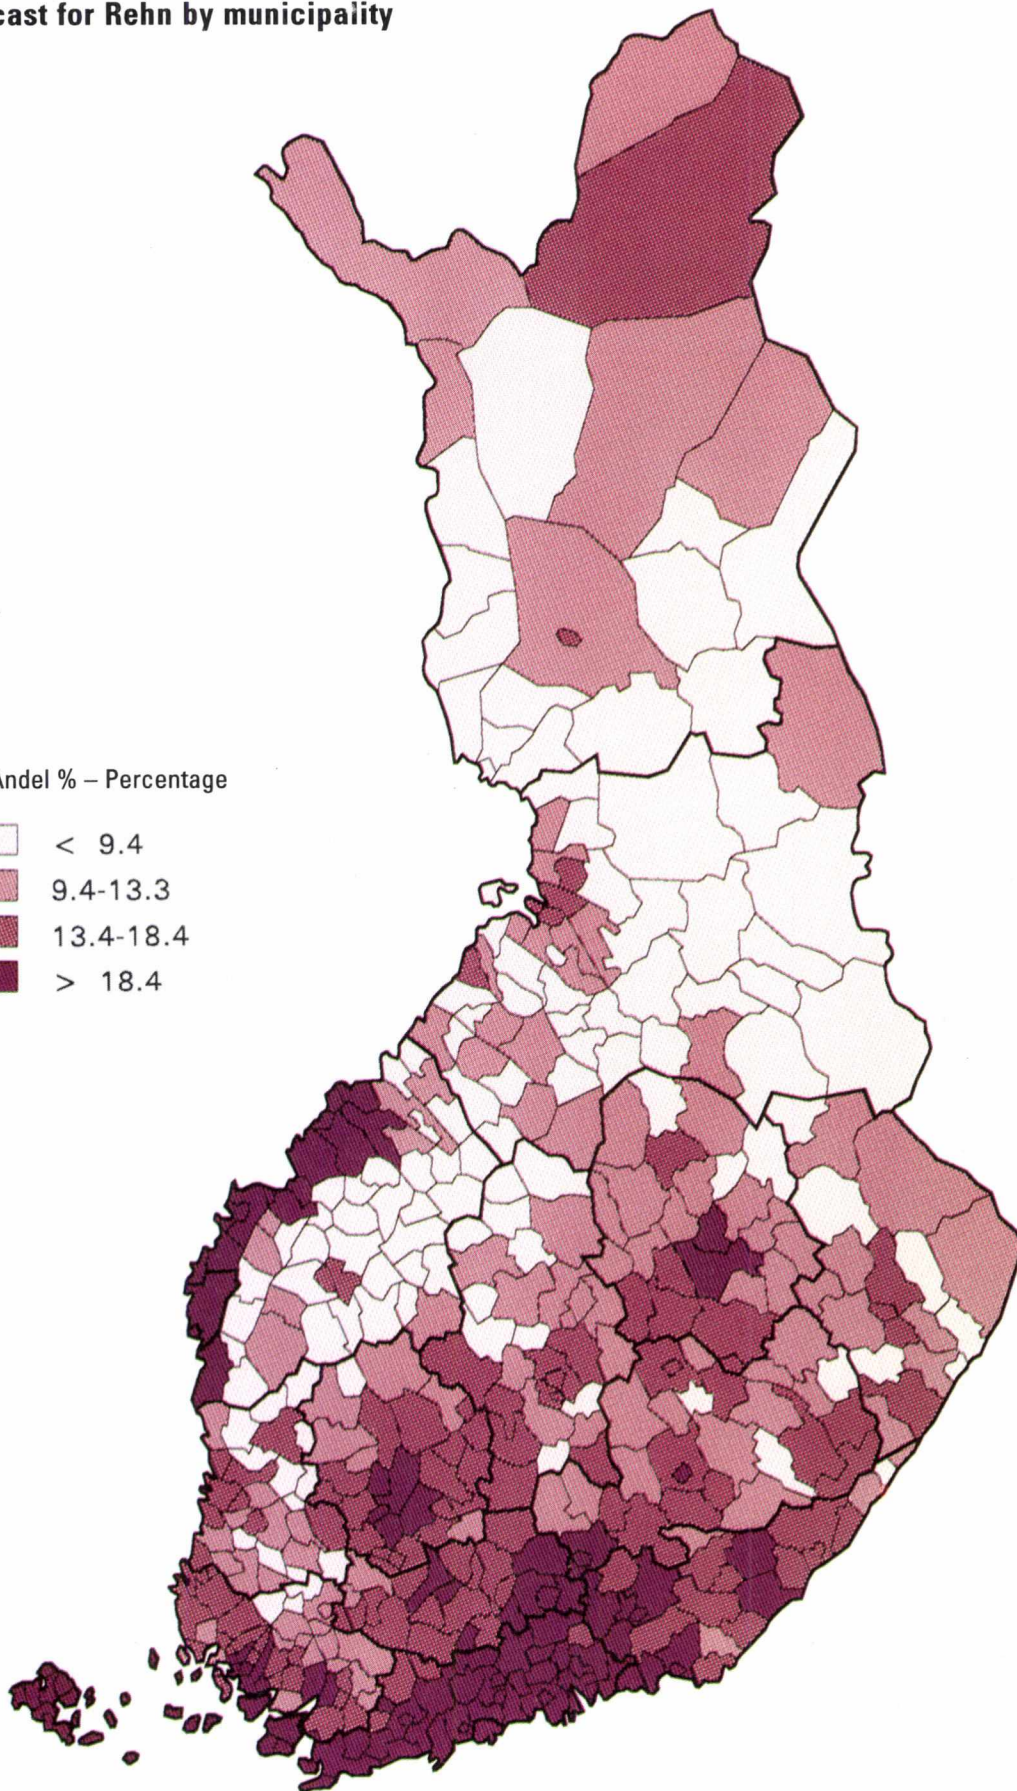 cast for Rehn by municipality
Andel % – Percentage
< 9.4
9.4-13.3
13.4-18.4
> 18.4